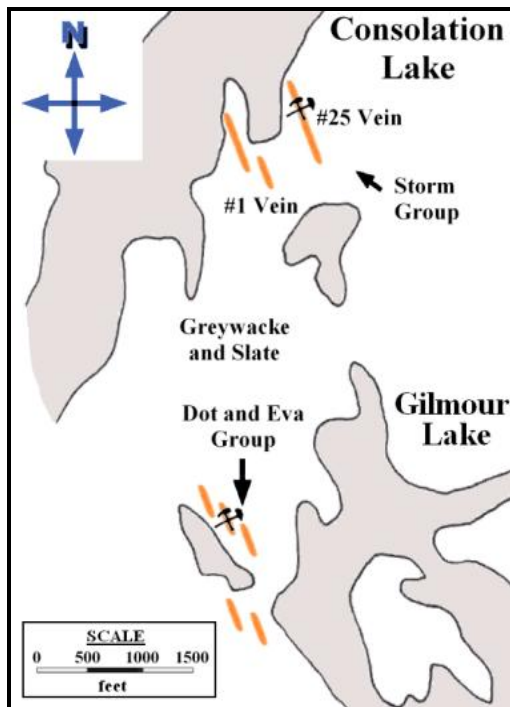 N
Consolation
Lake
#25 Vein
#1 Vein
Storm
Group
Greywacke
and Slate
Dot and Eva
Group
Gilmour
Lake
SCALE
0 500 1000 1500
feet